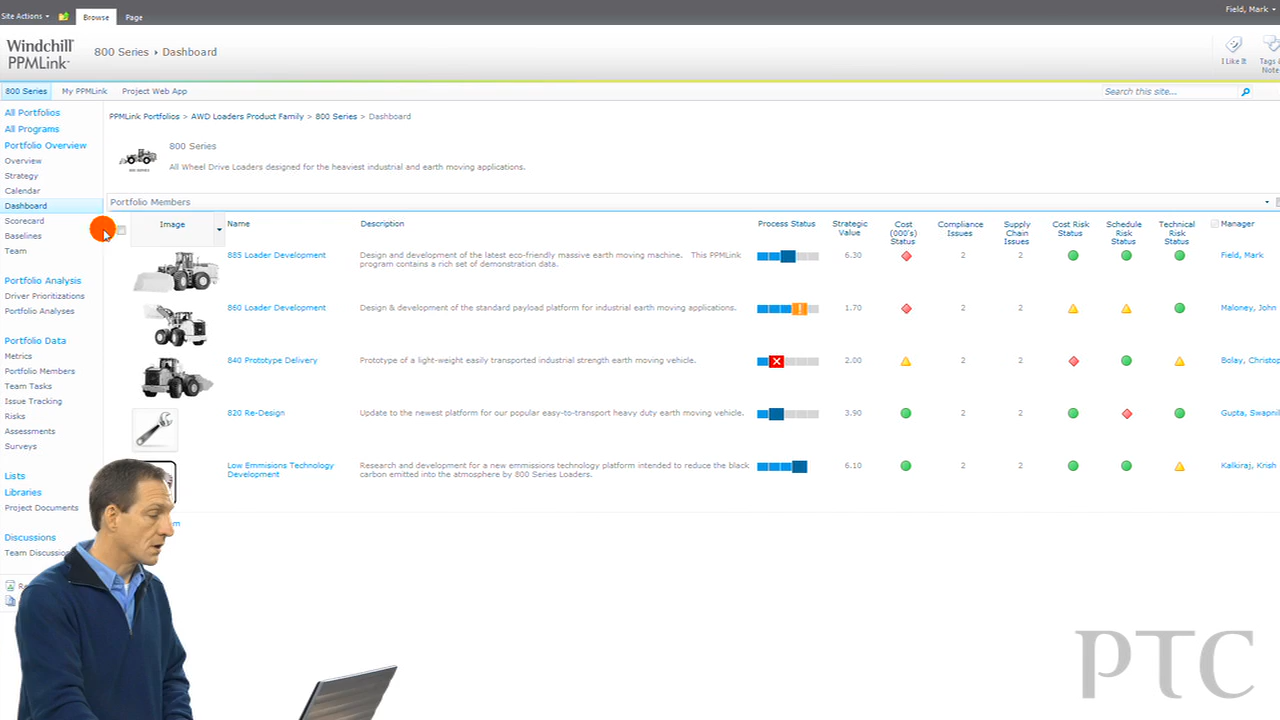 Site Actions
Browse
Page
Field, Mark
Windchill
PPMLink
800 Series › Dashboard
I Like It
Tags &
Note
800 Series
My PPMLink
Project Web App
Search this site...
All Portfolios
All Programs
Portfolio Overview
Overview
Strategy
Calendar
Dashboard
Scorecard
Baselines
Team
Portfolio Analysis
Driver Prioritizations
Portfolio Analyses
Portfolio Data
Metrics
Portfolio Members
Team Tasks
Issue Tracking
Risks
Assessments
Surveys
Lists
Libraries
Project Documents
Discussions
Team Discussio
Re
PPMLink Portfolios › AWD Loaders Product Family › 800 Series › Dashboard
800 SERIES
800 Series
All Wheel Drive Loaders designed for the heaviest industrial and earth moving applications.
Portfolio Members
Image
Name
Description
Process Status
Strategic
Value
Cost
(000's)
Status
Compliance
Issues
Supply
Chain
Issues
Cost Risk
Status
Schedule
Risk
Status
Technical
Risk
Status
Manager
885 Loader Development
Design and development of the latest eco-friendly massive earth moving machine. This PPMLink
program contains a rich set of demonstration data.
6.30
2
2
Field, Mark
860 Loader Development
Design & development of the standard payload platform for industrial earth moving applications.
1.70
2
2
Maloney, John
840 Prototype Delivery
Prototype of a light-weight easily transported industrial strength earth moving vehicle.
2.00
2
2
Bolay, Christop
820 Re-Design
Update to the newest platform for our popular easy-to-transport heavy duty earth moving vehicle.
3.90
2
2
Gupta, Swapnil
Low Emmisions Technology
Development
Research and development for a new emmissions technology platform intended to reduce the black
carbon emitted into the atmosphere by 800 Series Loaders.
6.10
2
2
Kalkiraj, Krish
m
PTC